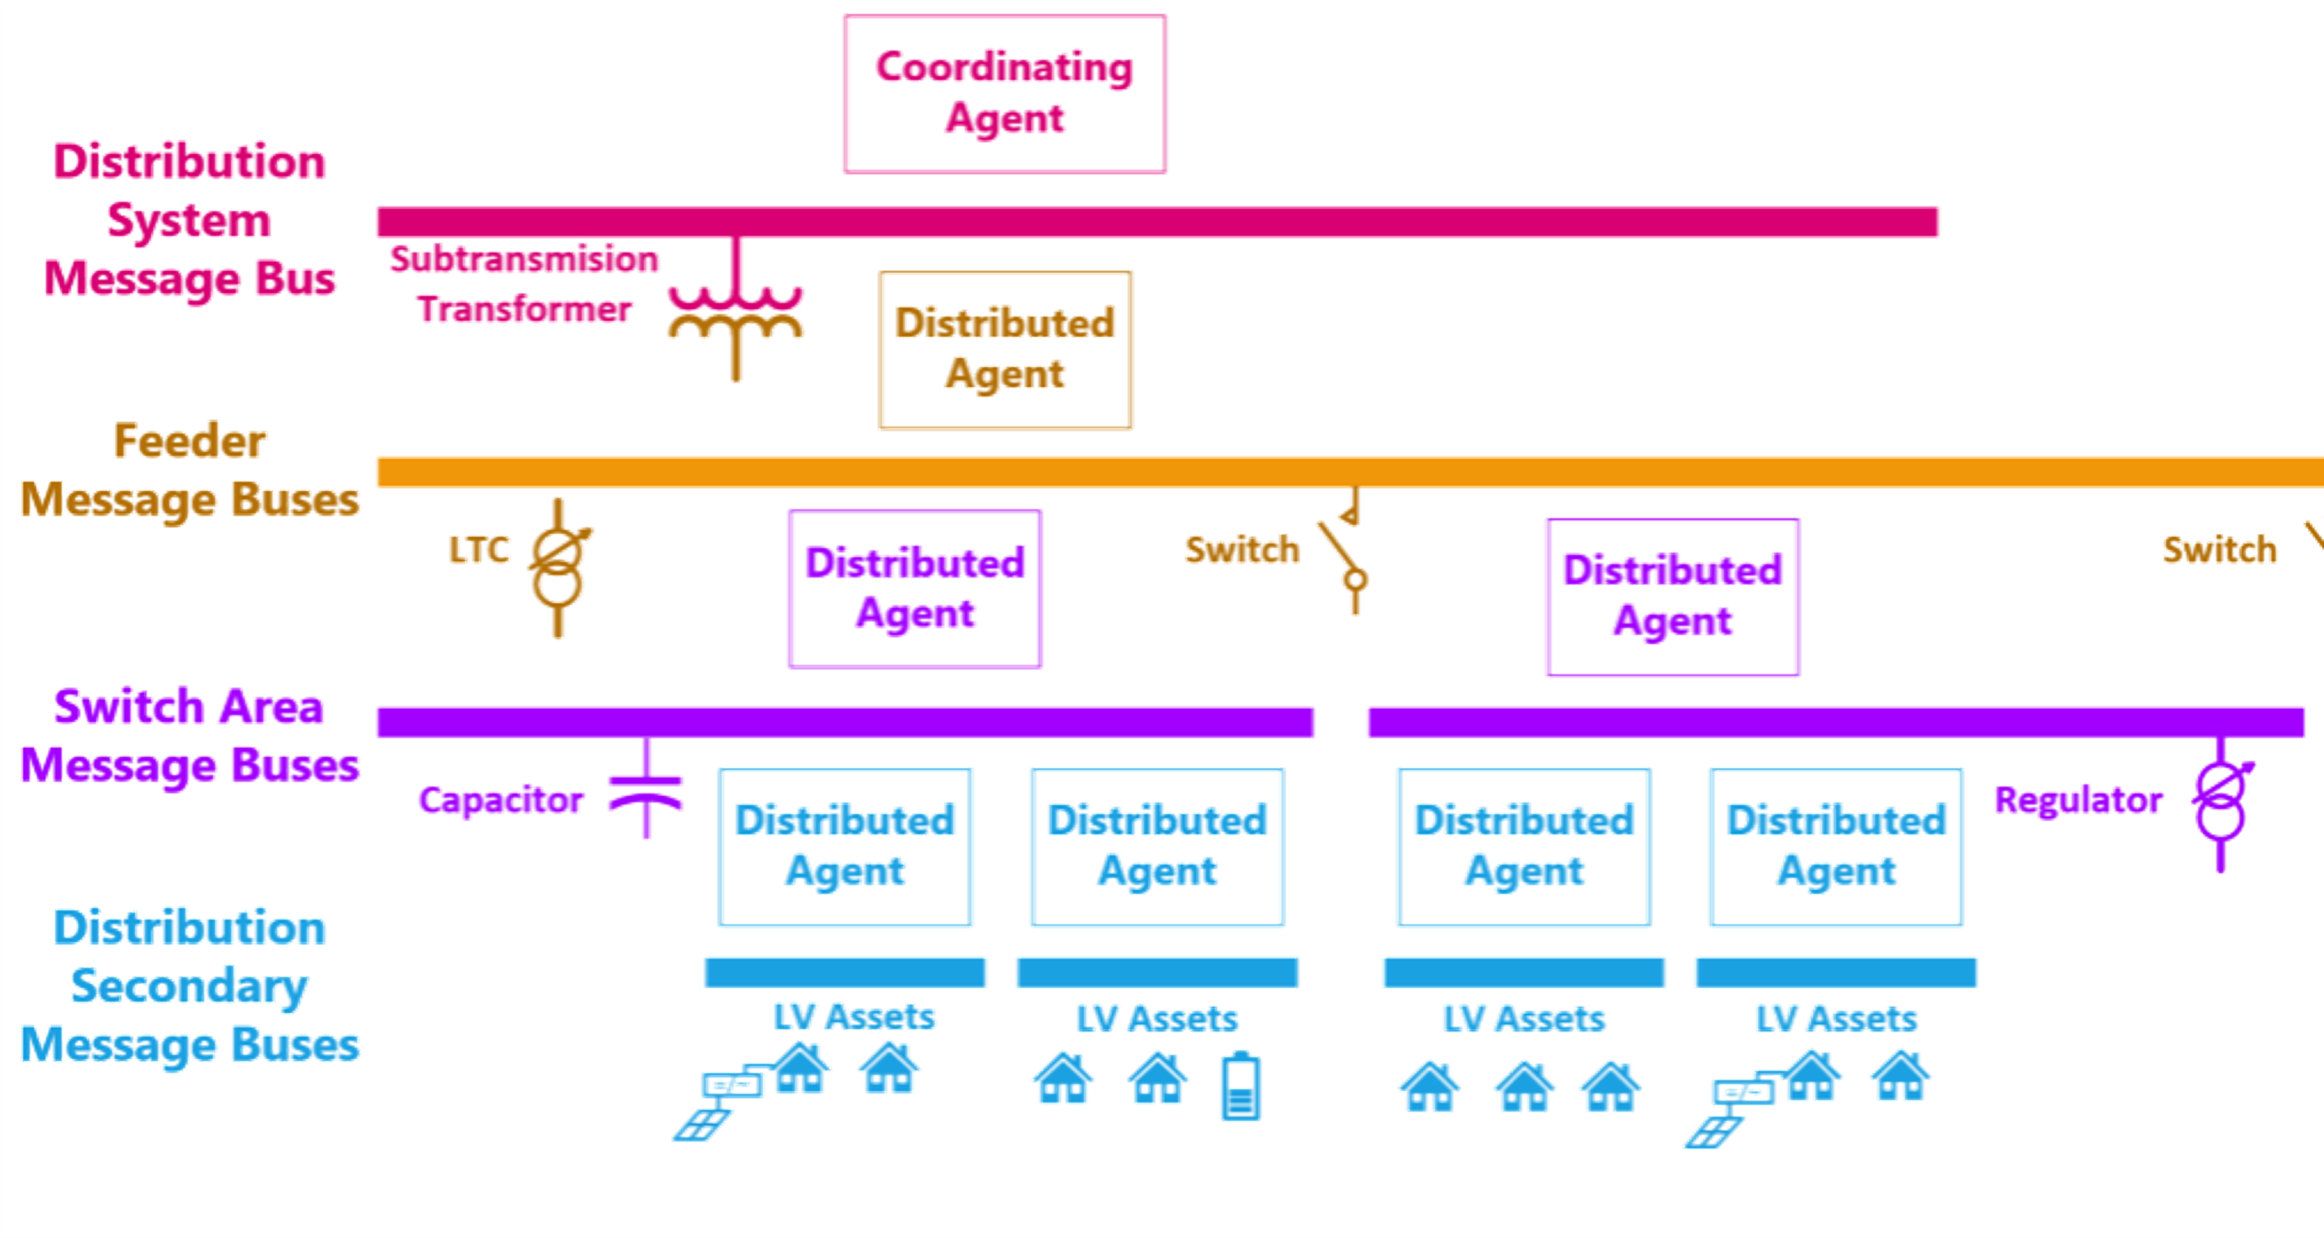 Coordinating
Agent
Distribution
System
Message Bus
Subtransmision
Transformer
Distributed
Agent
Feeder
Message Buses
LTC
Distributed
Agent
Switch
Distributed
Agent
Switch
Switch Area
Message Buses
Capacitor
Distributed
Agent
Distributed
Agent
Distributed
Agent
Distributed
Agent
Regulator
Distribution
Secondary
Message Buses
LV Assets
LV Assets
LV Assets
LV Assets